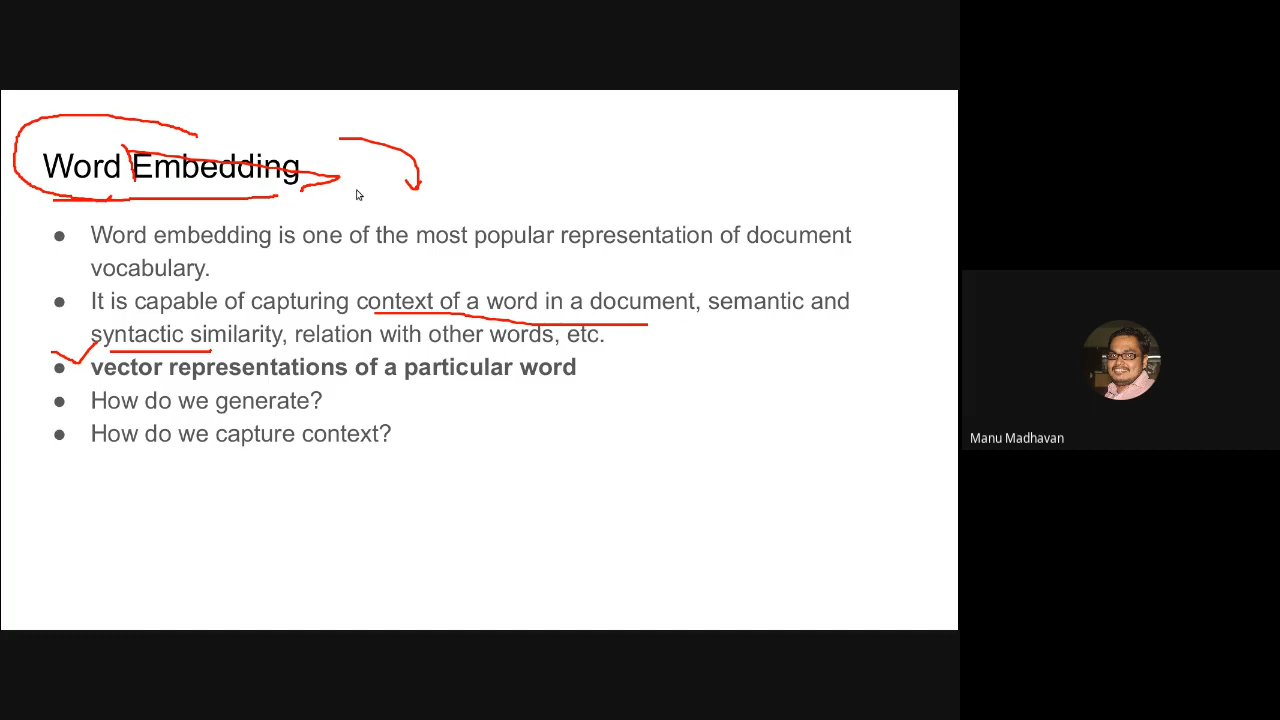 Word Embedding
● Word embedding is one of the most popular representation of document
vocabulary.
● It is capable of capturing context of a word in a document, semantic and
syntactic similarity, relation with other words, etc.
● vector representations of a particular word
● How do we generate?
● How do we capture context?
Manu Madhavan